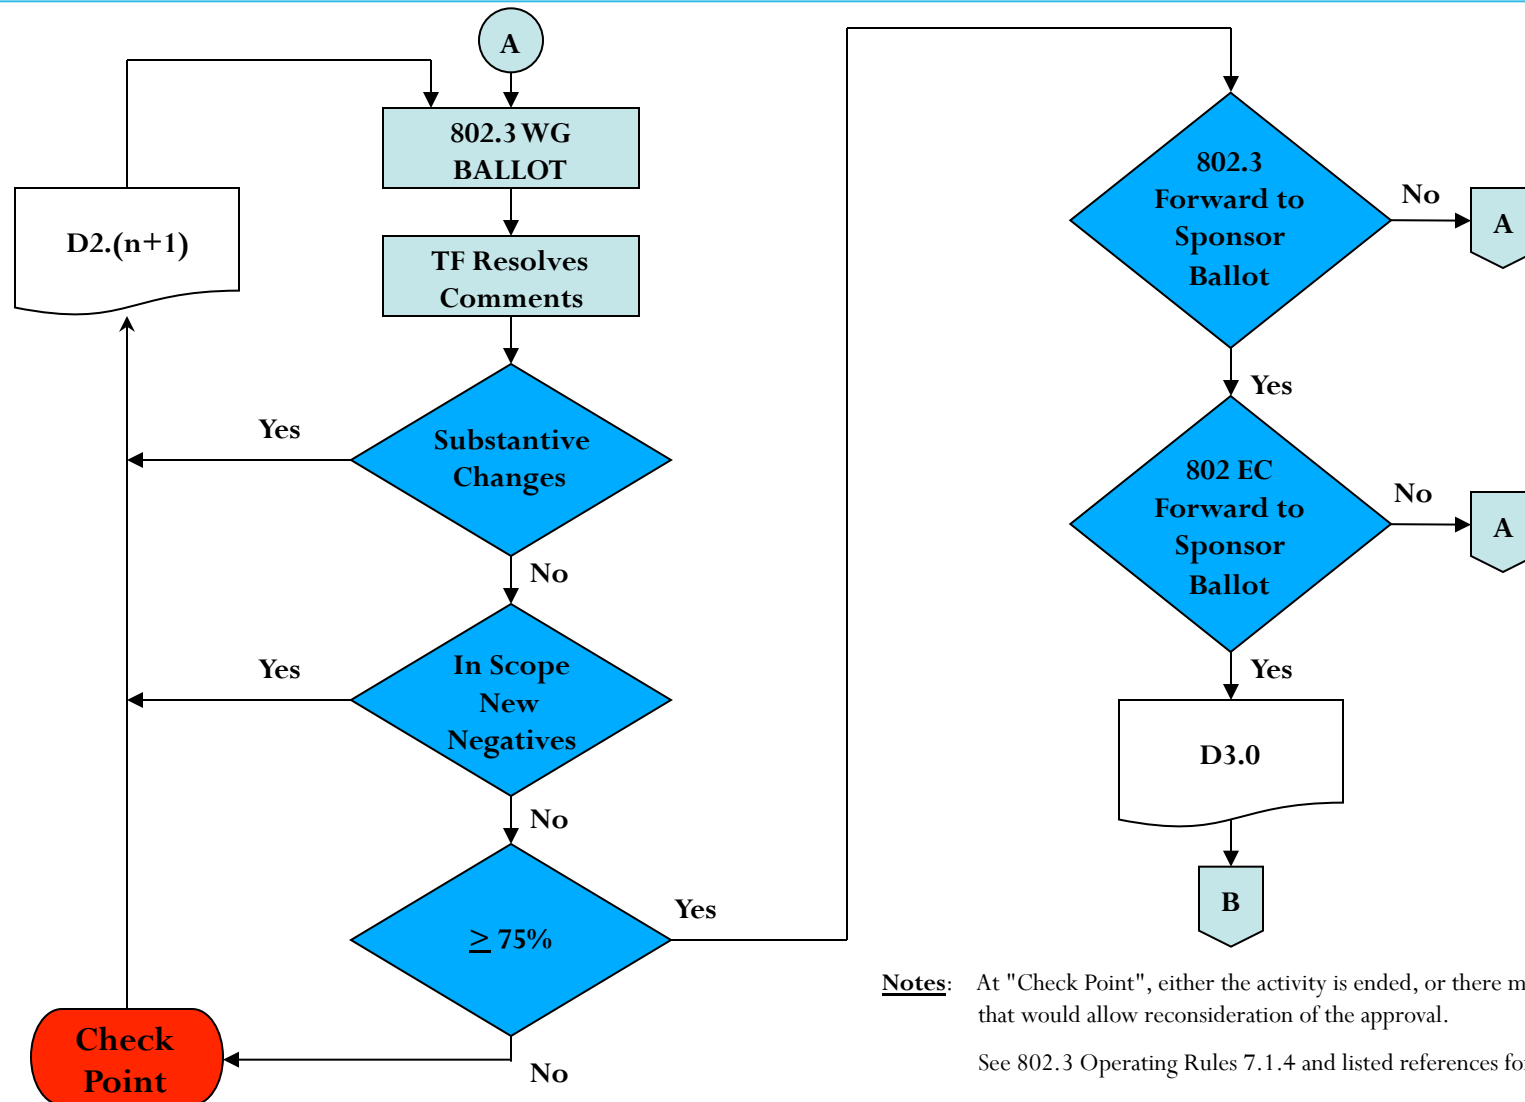 A
802.3 WG
BALLOT
D2.(n+1)
TF Resolves
Comments
Yes
Substantive
Changes
No
Yes
In Scope
New
Negatives
No
≥ 75%
Yes
No
Check
Point
802.3
Forward to
Sponsor
Ballot
No
A
Yes
802 EC
Forward to
Sponsor
Ballot
No
A
Yes
D3.0
B
Notes: At "Check Point", either the activity is ended, or there
that would allow reconsideration of the approval.
See 802.3 Operating Rules 7.1.4 and listed references